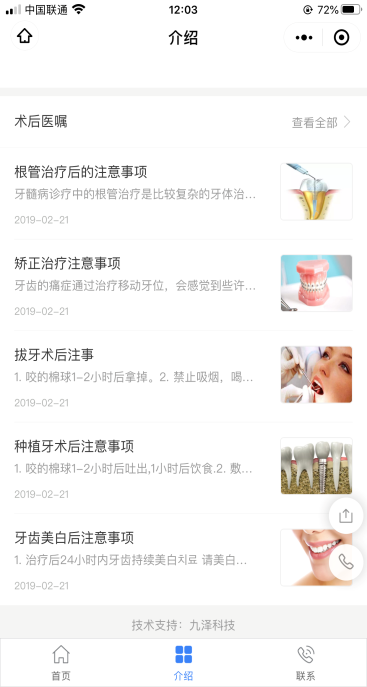 中国联通
12:03
72%
介绍
术后医嘱
查看全部
根管治疗后的注意事项
牙髓病诊疗中的根管治疗是比较复杂的牙体治...
2019-02-21
矫正治疗注意事项
牙齿的痛症通过治疗移动牙位，会感觉到些许...
2019-02-21
拔牙术后注事
1. 咬的棉球1-2小时后拿掉。2. 禁止吸烟，喝...
2019-02-21
种植牙术后注意事项
1. 咬的棉球1-2小时后吐出,1小时后饮食.2. 敷...
2019-02-21
牙齿美白后注意事项
1. 治疗后24小时内牙齿持续美白치료 请美白...
2019-02-21
技术支持：九泽科技
首页
介绍
联系